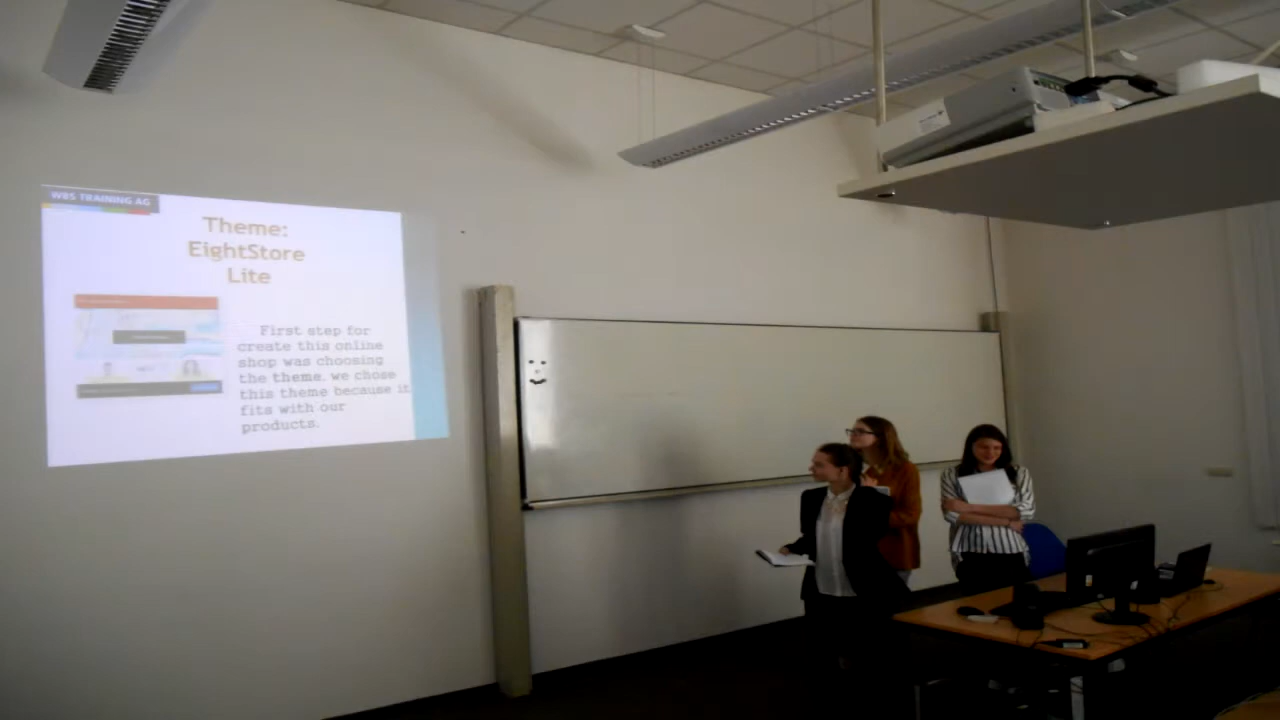 WBS TRAINING AG
Theme:
EightStore
Lite
First step for
create this online
shop was choosing
the theme, we chose
this theme because it
fits with our
products.